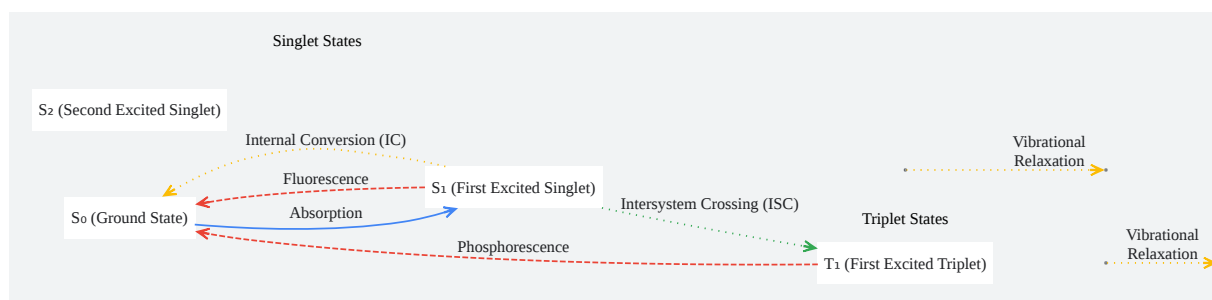 Singlet States
S₂ (Second Excited Singlet)
Internal Conversion (IC)
Vibrational
Relaxation
Fluorescence
S₁ (First Excited Singlet)
S₀ (Ground State)
Absorption
Intersystem Crossing (ISC)
Triplet States
Phosphorescence
T₁ (First Excited Triplet)
Vibrational
Relaxation